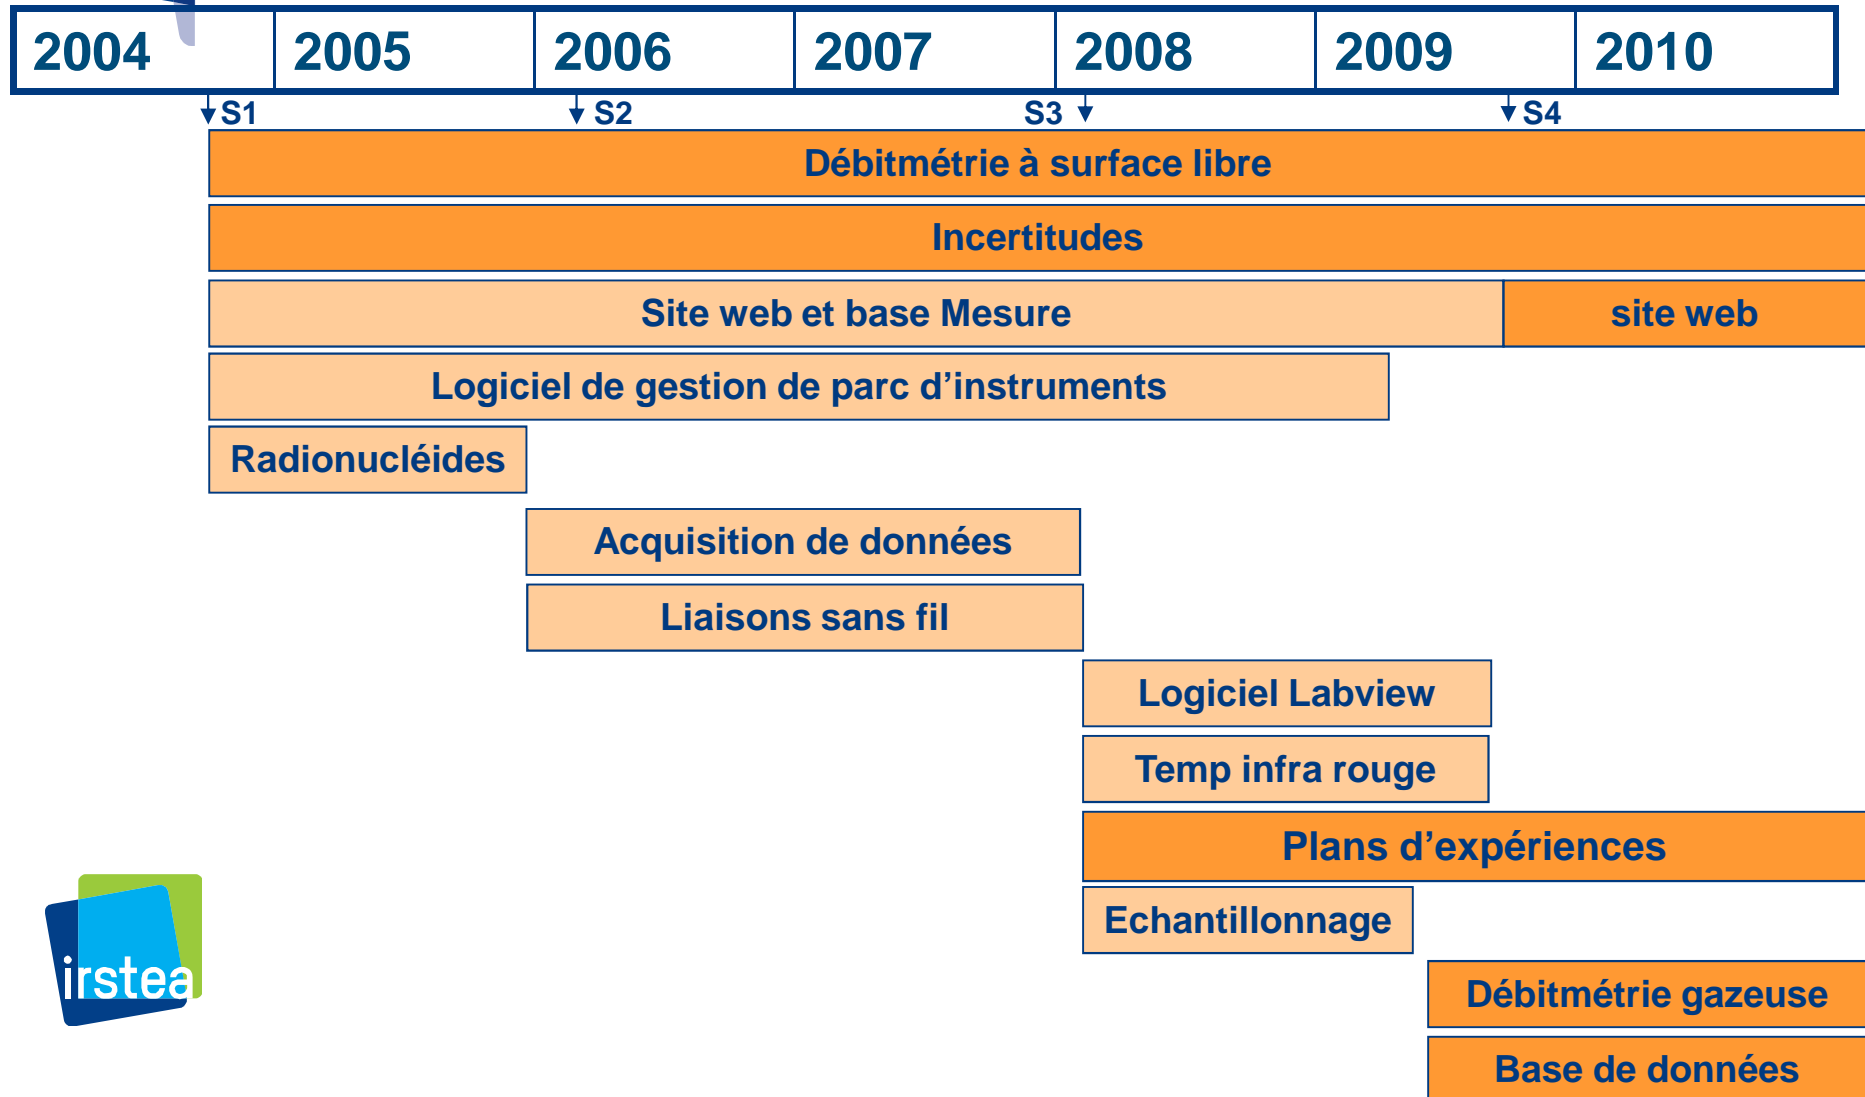 2004 2005 2006 2007 2008 2009 2010
S1 S2 S3 S4
Débitmétrie à surface libre
Incertitudes
Site web et base Mesure site web
Logiciel de gestion de parc d’instruments
Radionucléides
Acquisition de données
Liaisons sans fil
Logiciel Labview
Temp infra rouge
Plans d’expériences
Echantillonnage
irstea
Débitmétrie gazeuse
Base de données